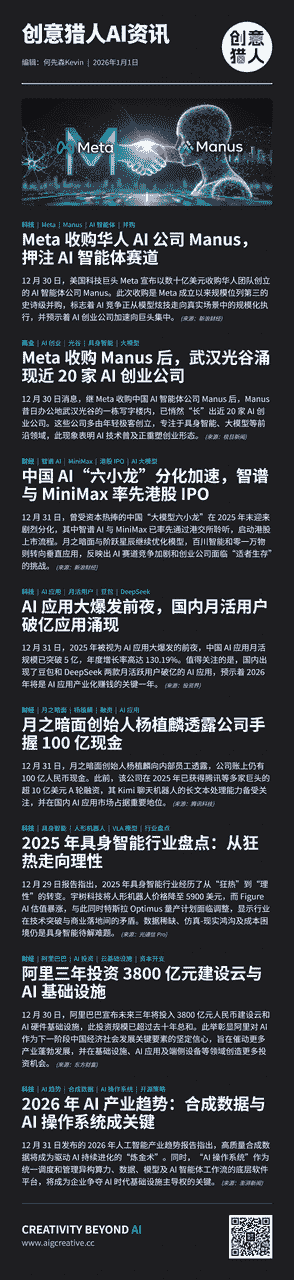 创意猎人AI资讯
编辑：何先森Kevin | 2026年1月1日
创意
猎人
Meta
Manus
科技 | Meta | Manus | AI 智能体 | 并购
Meta 收购华人 AI 公司 Manus，
押注 AI 智能体赛道
12 月 30 日，美国科技巨头 Meta 宣布以数十亿美元收购华人团队创立
的 AI 智能体公司 Manus。此次收购是 Meta 成立以来规模位列第三的
史诗级并购，标志着 AI 竞争正从模型炫技走向真实场景中的规模化执
行，并预示着 AI 创业公司加速向巨头集中。 (来源：新浪财经)
商业 | AI 创业 | 光谷 | 具身智能 | 大模型
Meta 收购 Manus 后，武汉光谷涌
现近 20 家 AI 创业公司
12 月 30 日消息，继 Meta 收购中国 AI 智能体公司 Manus 后，Manus
昔日办公地武汉光谷的一栋写字楼内，已悄然“长”出近 20 家 AI 创
业公司。这些公司多由年轻极客创立，专注于具身智能、大模型等前
沿领域，此现象表明 AI 技术普及正重塑创业形态。 (来源：极目新闻)
财经 | 智谱 AI | MiniMax | 港股 IPO | AI 大模型
中国 AI“六小龙”分化加速，智谱
与 MiniMax 率先港股 IPO
12 月 31 日，曾受资本热捧的中国“大模型六小龙”在 2025 年末迎来
剧烈分化，其中智谱 AI 与 MiniMax 已率先通过港交所聆听，启动港股
上市流程。月之暗面与阶跃星辰继续优化模型，百川智能和零一万物
则转向垂直应用，反映出 AI 赛道竞争加剧和创业公司面临“适者生存”
的挑战。 (来源：新浪财经)
科技 | AI 应用 | 月活用户 | 豆包 | DeepSeek
AI 应用大爆发前夜，国内月活用户
破亿应用涌现
12 月 31 日，2025 年被视为 AI 应用大爆发的前夜，中国 AI 应用月活
规模已突破 5 亿，年度增长率高达 130.19%。值得关注的是，国内出
现了豆包和 DeepSeek 两款月活跃用户破亿的 AI 应用，预示着 2026
年将是 AI 应用产业化赚钱的关键一年。 (来源：投资界)
财经 | 月之暗面 | 杨植麟 | 融资 | AI 应用
月之暗面创始人杨植麟透露公司手
握 100 亿现金
12 月 31 日，月之暗面创始人杨植麟向内部员工透露，公司账上仍有
100 亿人民币现金。此前，该公司在 2025 年已获得腾讯等多家巨头的
超 10 亿美元 A 轮融资，其 Kimi 聊天机器人的长文本处理能力备受关
注，并在国内 AI 应用市场占据重要地位。 (来源：腾讯科技)
科技 | 具身智能 | 人形机器人 | VLA 模型 | 行业盘点
2025 年具身智能行业盘点：从狂
热走向理性
12 月 29 日报告指出，2025 年具身智能行业经历了从“狂热”到“理
性”的转变。宇树科技将人形机器人价格降至 5900 美元，而 Figure
AI 估值暴涨，与此同时特斯拉 Optimus 量产计划面临调整，显示行业
在技术突破与商业落地间的矛盾。数据稀缺、仿真-现实鸿沟及成本困
境仍是具身智能待解难题。 (来源：光速型 Pro)
财经 | 阿里巴巴 | AI 投资 | 云基础设施 | 资本开支
阿里三年投资 3800 亿元建设云与
AI 基础设施
12 月 30 日，阿里巴巴宣布未来三年将投入 3800 亿元人民币建设云和
AI 硬件基础设施，此投资规模已超过去十年总和。此举彰显阿里对 AI
作为下一阶段中国经济社会发展关键要素的坚定信心，旨在催动更多
产业蓬勃发展，并在基础设施、AI 应用及端侧设备等领域创造更多投
资机会。 (来源：东方财富)
科技 | AI 趋势 | 合成数据 | AI 操作系统 | 开源策略
2026 年 AI 产业趋势：合成数据与
AI 操作系统成关键
12 月 31 日发布的 2026 年人工智能产业趋势报告指出，高质量合成数
据将成为驱动 AI 持续进化的“炼金术”。同时，“AI 操作系统”作为
统一调度和管理异构算力、数据、模型及 AI 智能体工作流的底层软件
平台，将成为企业争夺 AI 时代基础设施主导权的关键。 (来源：澎湃新闻)
CREATIVITY BEYOND AI
www.aigcreative.cc